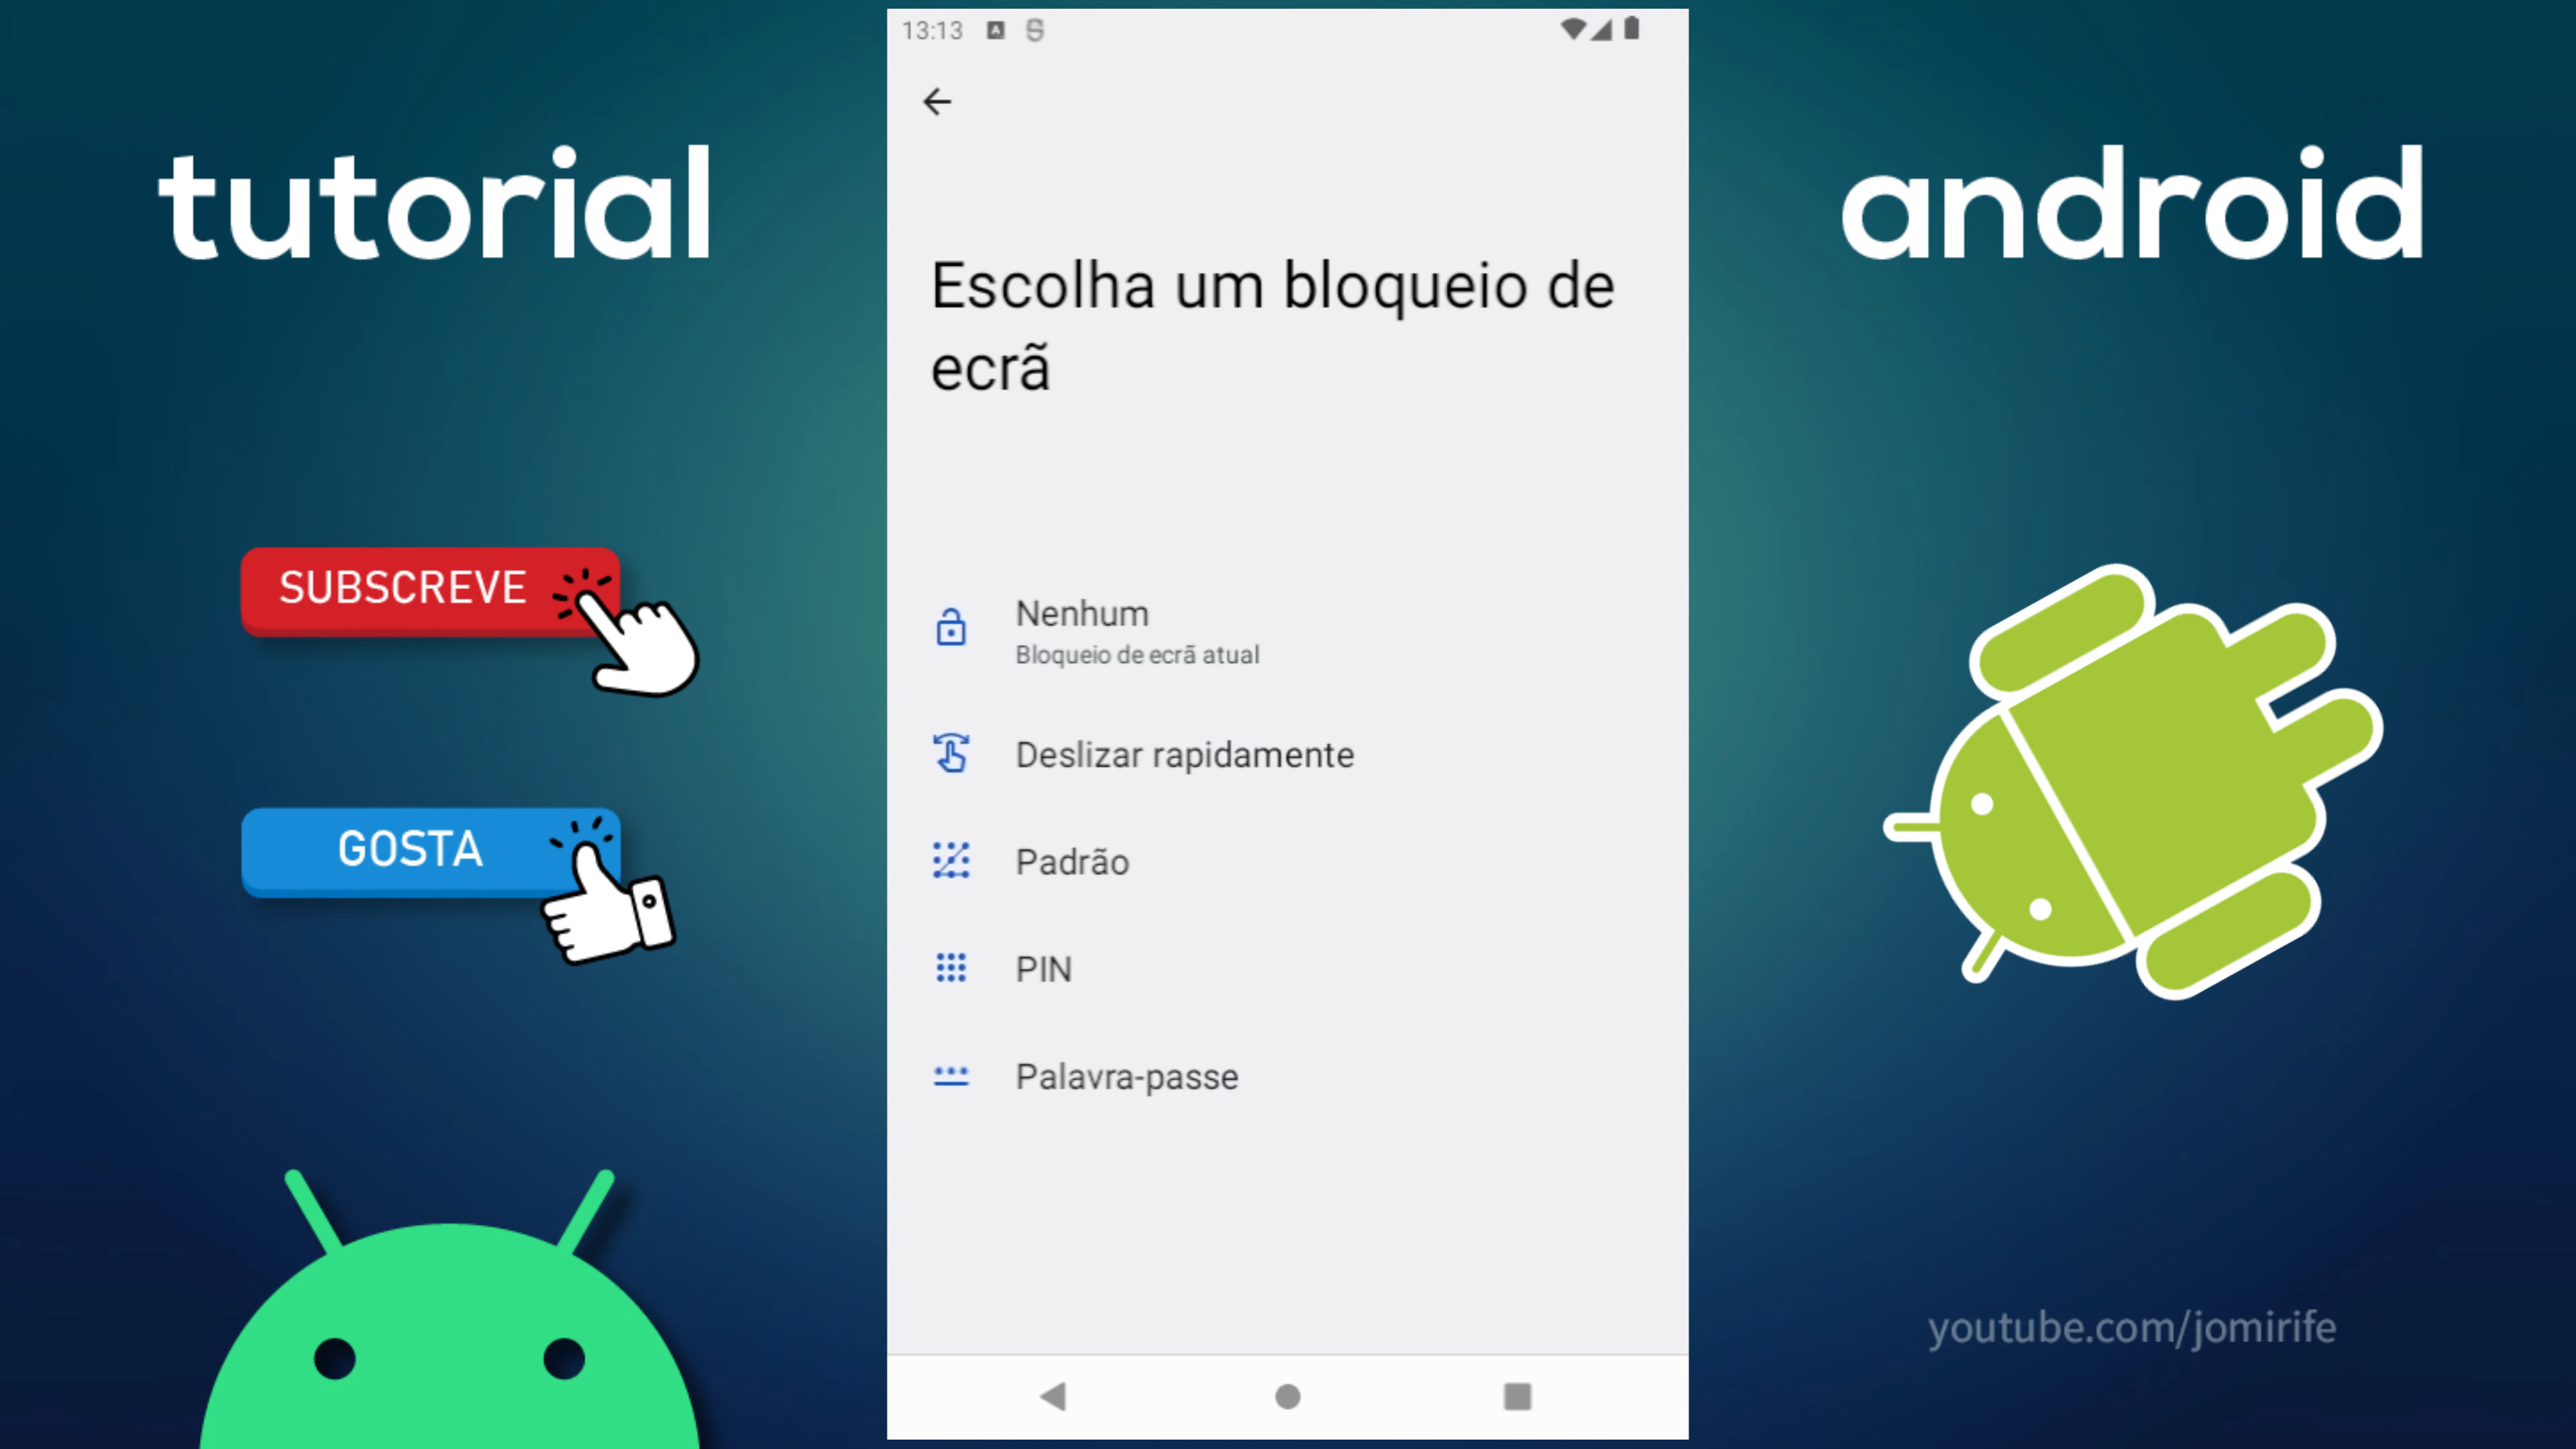 tutorial
android
13:13
Escolha um bloqueio de
ecrã
Nenhum
Bloqueio de ecrã atual
Deslizar rapidamente
Padrão
PIN
Palavra-passe
SUBSCREVE
GOSTA
youtube.com/jomirife